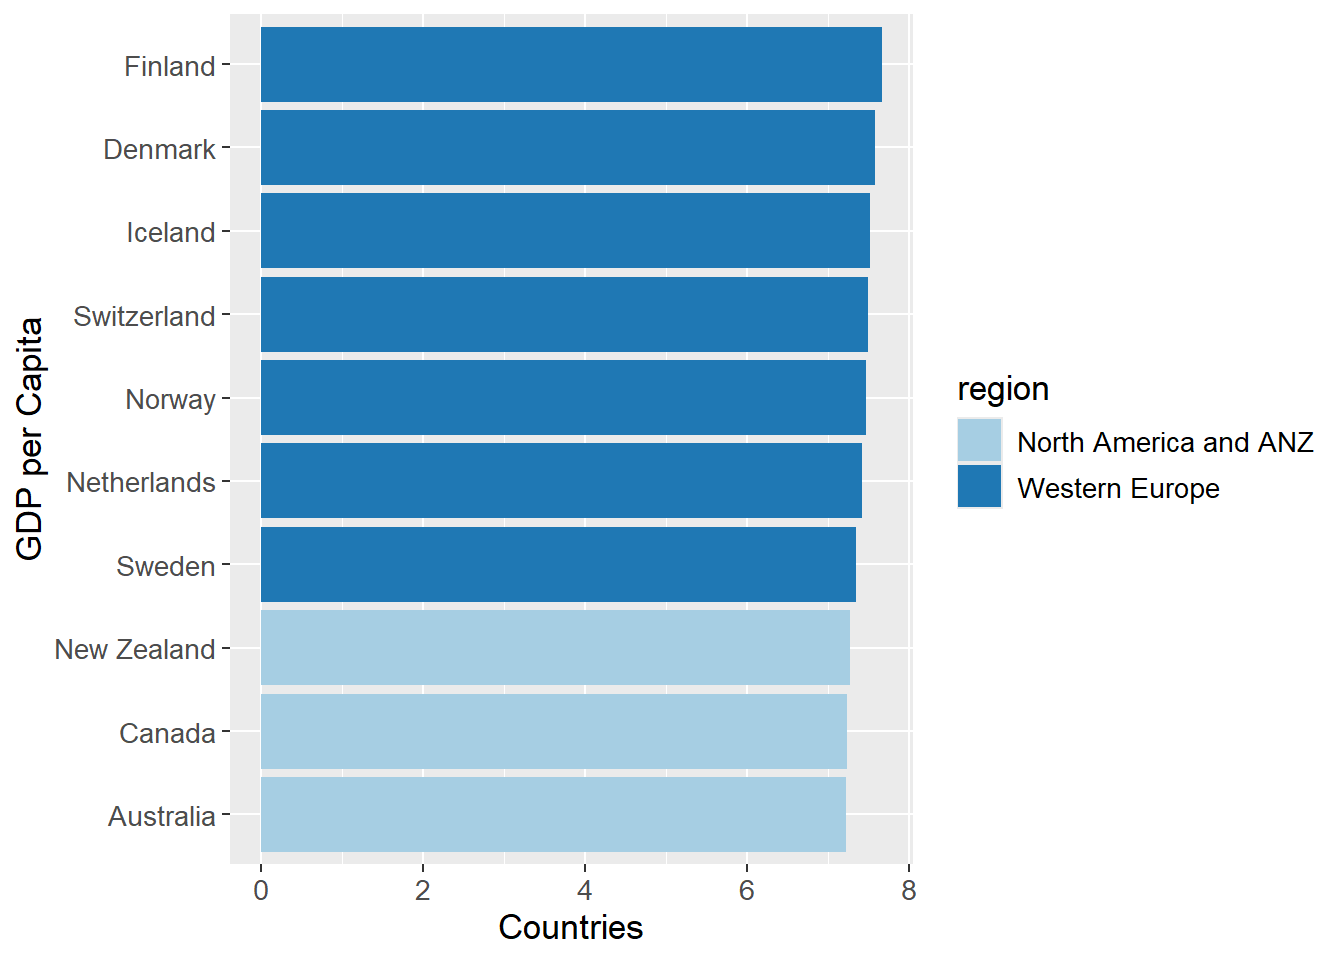 Finland
Denmark
Iceland
Switzerland
Norway
Netherlands
Sweden
New Zealand
Canada
Australia
GDP per Capita
0 2 4 6 8
Countries
region
North America and ANZ
Western Europe